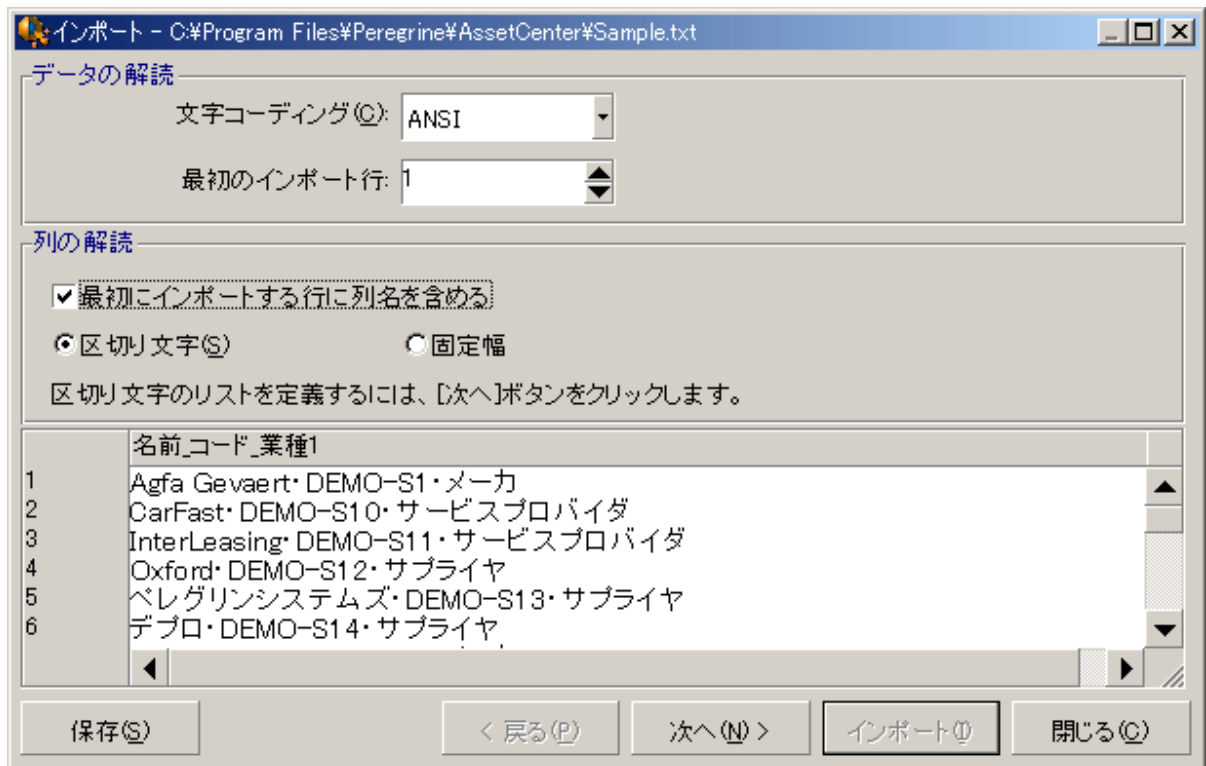 インポート - C:¥Program Files¥Peregrine¥AssetCenter¥Sample.txt
データの解読
文字コーディング(C): ANSI
最初のインポート行: 1
列の解読
最初にインポートする行に列名を含める
区切り文字(S) 固定幅
区切り文字のリストを定義するには、[次へ]ボタンをクリックします。
名前_コード_業種1
1 Agfa Gevaert・DEMO-S1・メーカ
2 CarFast・DEMO-S10・サービスプロバイダ
3 InterLeasing・DEMO-S11・サービスプロバイダ
4 Oxford・DEMO-S12・サプライヤ
5 ペレグリンシステムズ・DEMO-S13・サプライヤ
6 デプロ・DEMO-S14・サプライヤ
保存(S) < 戻る(P) 次へ(N) > インポート(I) 閉じる(C)